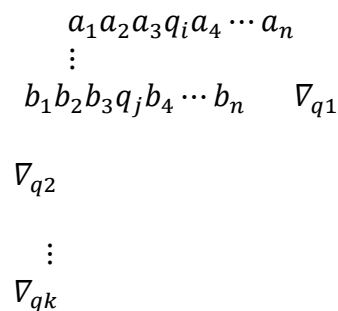 a₁a₂a₃qᵢa₄ ⋯ aₙ
⋮
b₁b₂b₃qⱼb₄ ⋯ bₙ ∇q1
∇q2
⋮
∇qk